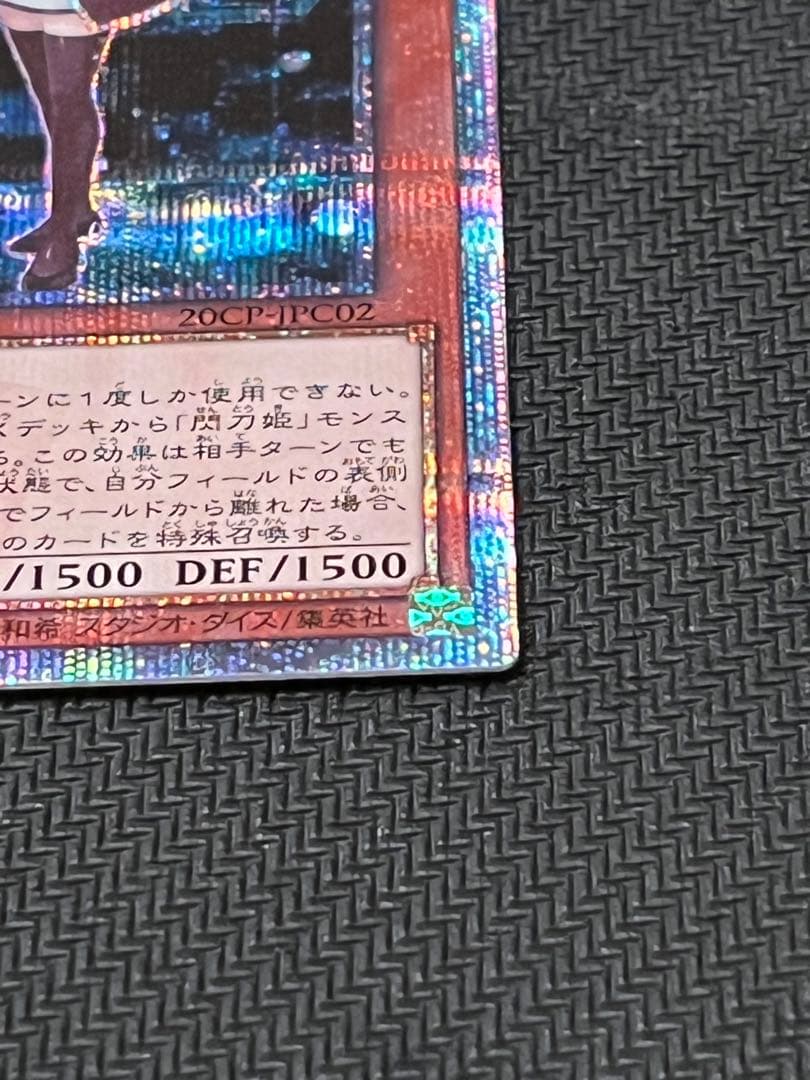 20CP-JPC02
ーンに1度しか使用できない。
デッキから「閃刀姫」モンス
。この効果は相手ターンでも
状態で、自分フィールドの表側
でフィールドから離れた場合、
のカードを特殊召喚する。
/1500 DEF/1500
和希 スタジオ・ダイス/集英社